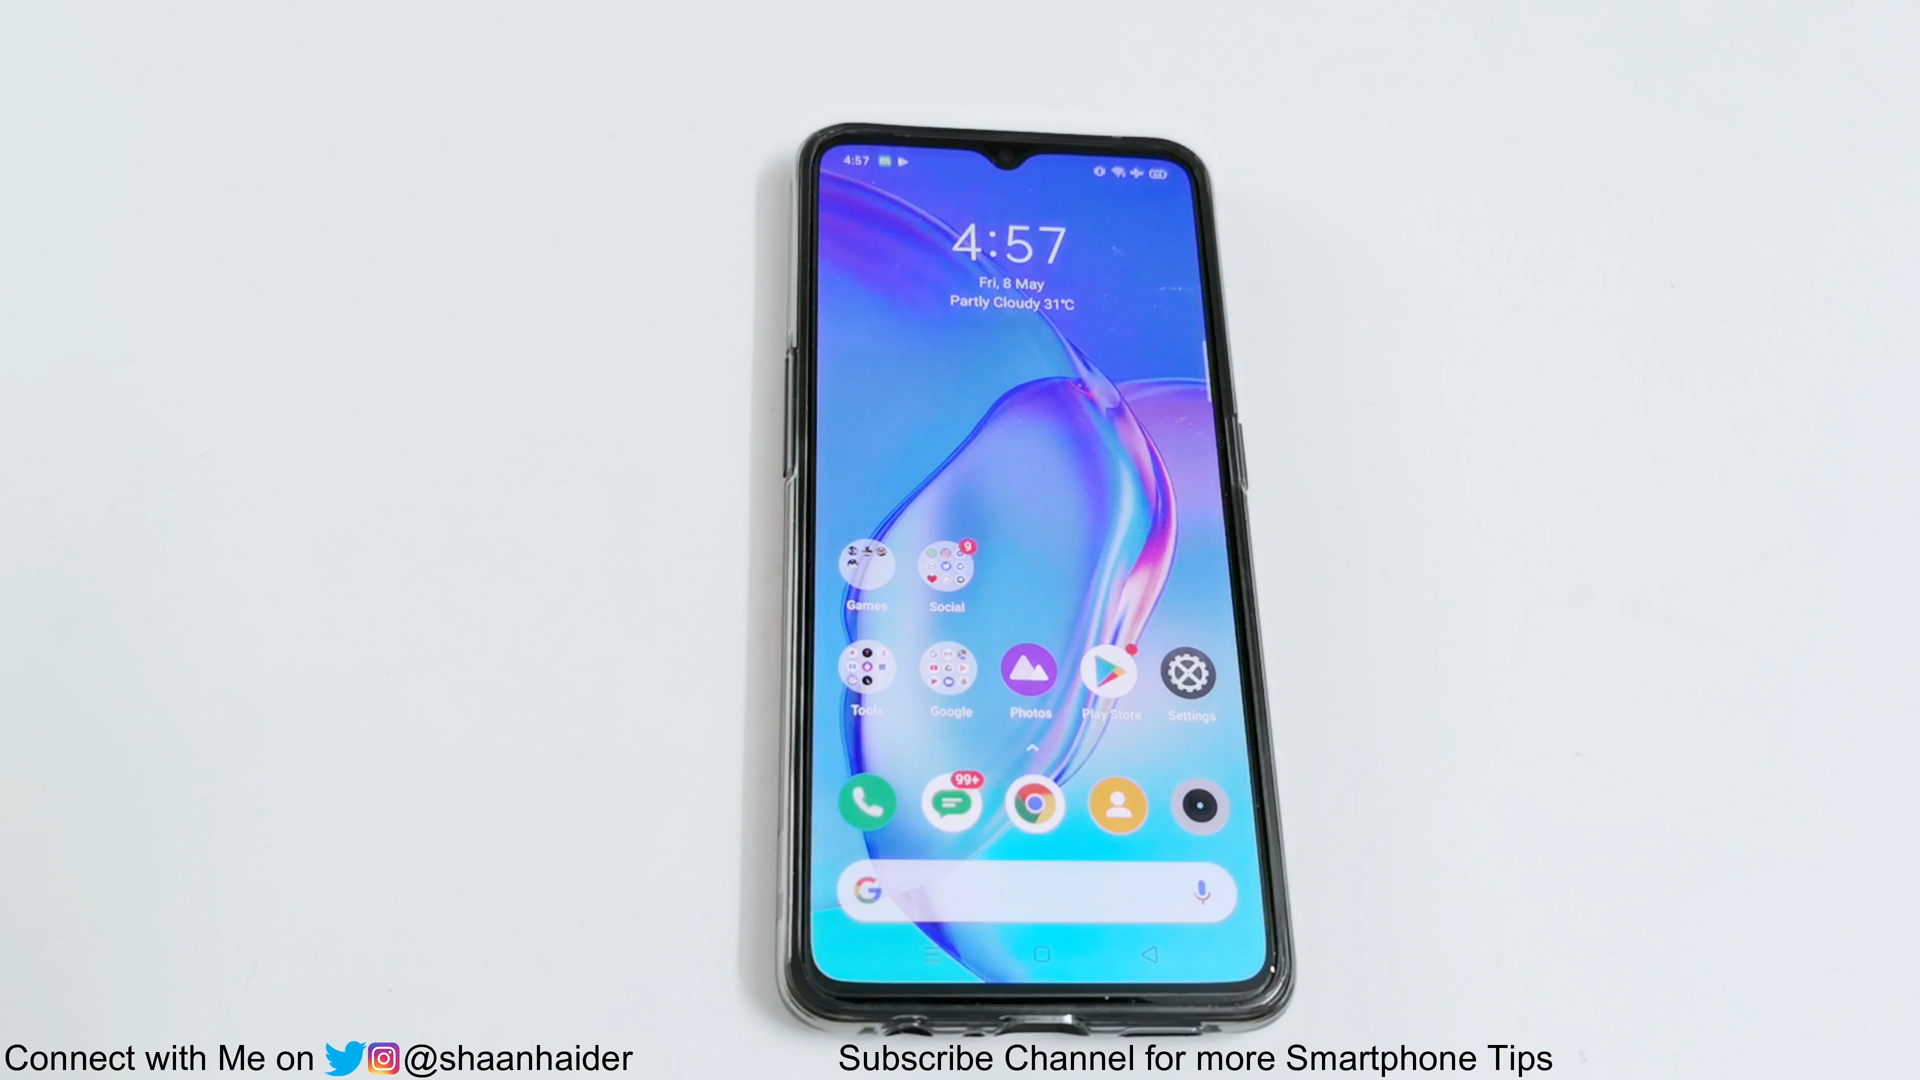 4:57
4:57
Fri, 8 May
Partly Cloudy 31°C
9
Games
Social
Tools
Google
Photos
Play Store
Settings
99+
G
Connect with Me on @shaanhaider
Subscribe Channel for more Smartphone Tips